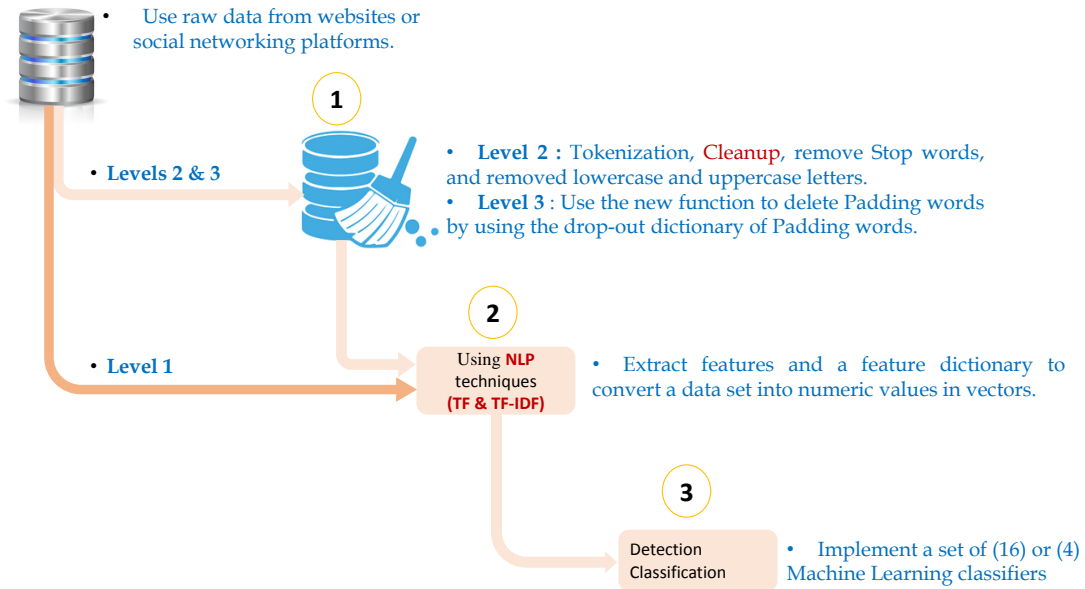 • Use raw data from websites or
social networking platforms.
1
• Levels 2 & 3
• Level 2 : Tokenization, Cleanup, remove Stop words,
and removed lowercase and uppercase letters.
• Level 3 : Use the new function to delete Padding words
by using the drop-out dictionary of Padding words.
2
• Level 1
Using NLP
techniques
(TF & TF-IDF)
• Extract features and a feature dictionary to
convert a data set into numeric values in vectors.
3
Detection
Classification
• Implement a set of (16) or (4)
Machine Learning classifiers